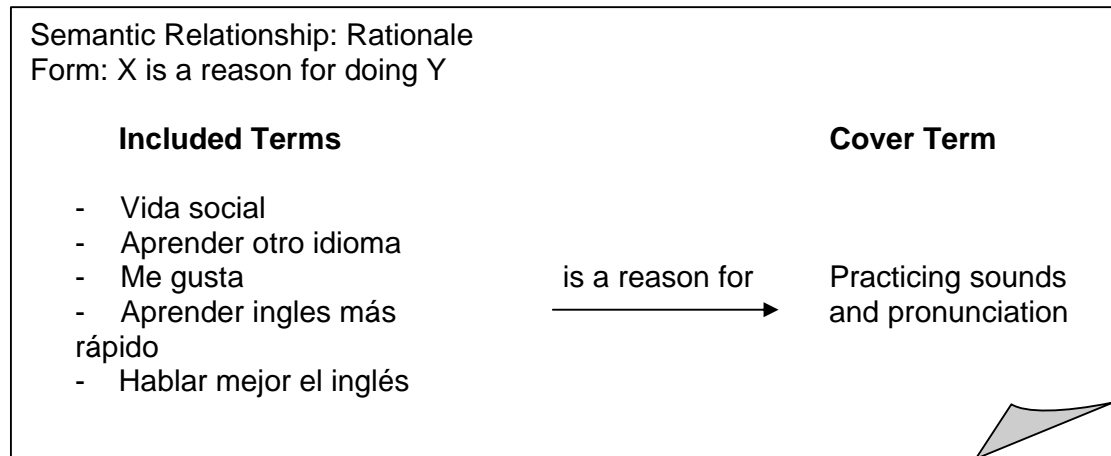 Semantic Relationship: Rationale
Form: X is a reason for doing Y
Included Terms
Cover Term
- Vida social
- Aprender otro idioma
- Me gusta
- Aprender ingles más
rápido
- Hablar mejor el inglés
is a reason for
Practicing sounds
and pronunciation